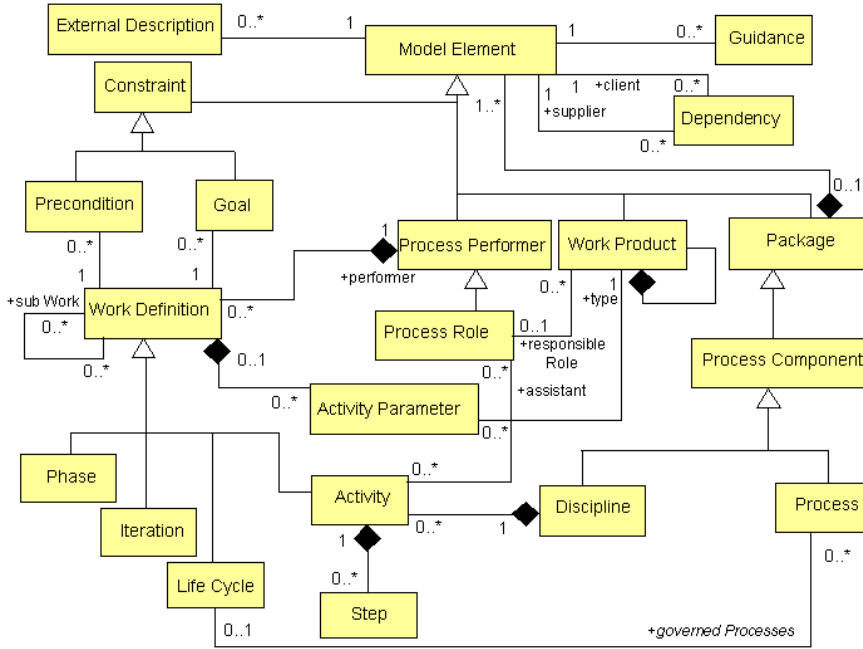 External Description
0..*
1
Model Element
1
0..*
Guidance
Constraint
1..*
1
1
+client
0..*
+supplier
0..*
Dependency
0..1
Precondition
Goal
0..*
0..*
1
1
1
+performer
Process Performer
Work Product
Package
+sub Work
0..*
0..*
Work Definition
0..*
0..*
1
+type
Process Role
0..1
+responsible
Role
0..1
0..*
+assistant
Process Component
0..*
Activity Parameter
0..*
Phase
Iteration
Life Cycle
0..1
0..*
Activity
0..*
1
Discipline
Process
0..*
1
0..*
Step
+governed Processes